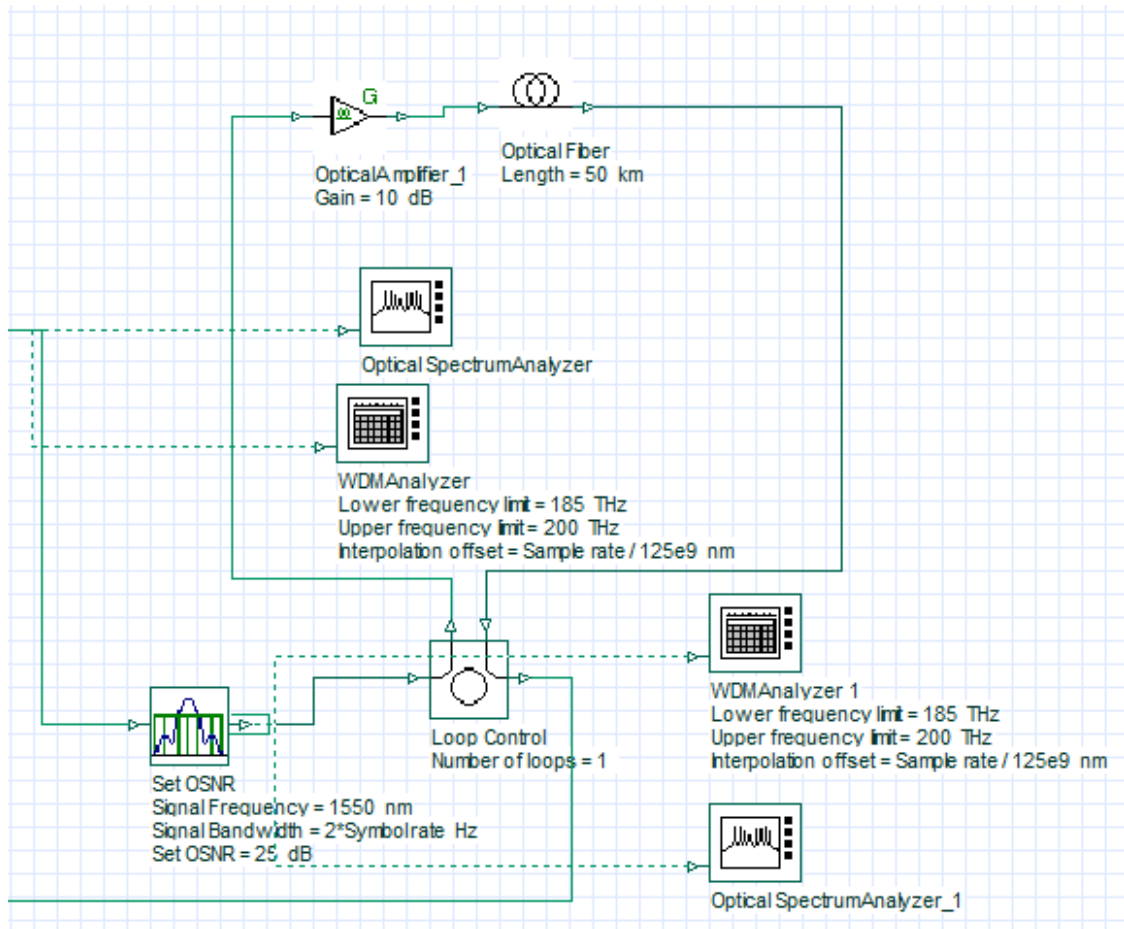 G
OpticalAmplifier_1
Gain = 10 dB
Optical Fiber
Length = 50 km
Optical SpectrumAnalyzer
WDMAnalyzer
Lower frequency limit = 185 THz
Upper frequency limit = 200 THz
Interpolation offset = Sample rate / 125e9 nm
Loop Control
Number of loops = 1
Set OSNR
Signal Frequency = 1550 nm
Signal Bandwidth = 2*Symbol rate Hz
Set OSNR = 25 dB
WDMAnalyzer 1
Lower frequency limit = 185 THz
Upper frequency limit = 200 THz
Interpolation offset = Sample rate / 125e9 nm
Optical SpectrumAnalyzer_1